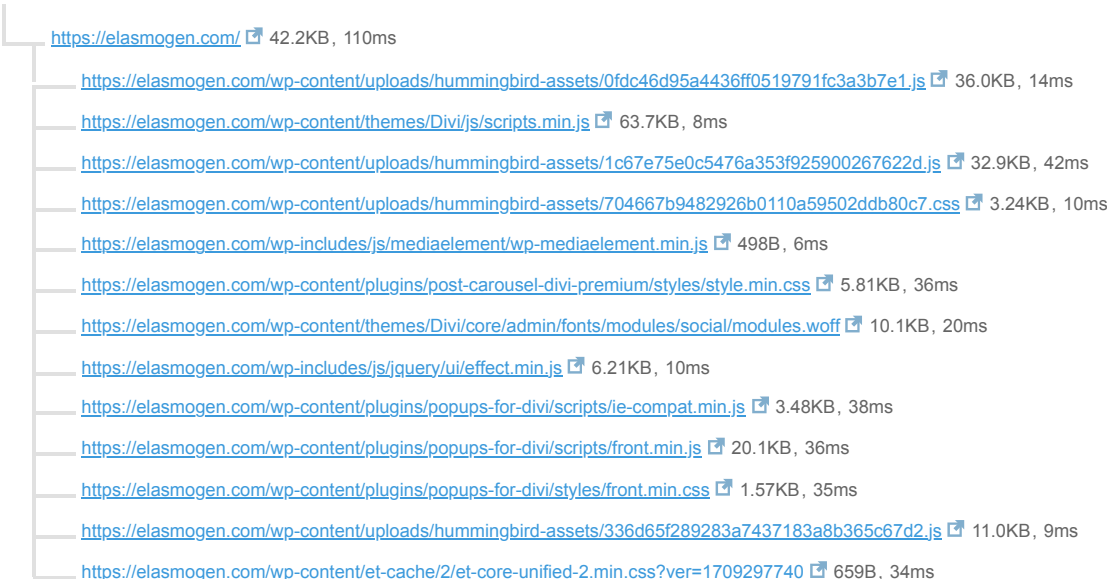 https://elasmogen.com/ 42.2KB, 110ms
https://elasmogen.com/wp-content/uploads/hummingbird-assets/0fdc46d95a4436ff0519791fc3a3b7e1.js 36.0KB, 14ms
https://elasmogen.com/wp-content/themes/Divi/js/scripts.min.js 63.7KB, 8ms
https://elasmogen.com/wp-content/uploads/hummingbird-assets/1c67e75e0c5476a353f925900267622d.js 32.9KB, 42ms
https://elasmogen.com/wp-content/uploads/hummingbird-assets/704667b9482926b0110a59502ddb80c7.css 3.24KB, 10ms
https://elasmogen.com/wp-includes/js/mediaelement/wp-mediaelement.min.js 498B, 6ms
https://elasmogen.com/wp-content/plugins/post-carousel-divi-premium/styles/style.min.css 5.81KB, 36ms
https://elasmogen.com/wp-content/themes/Divi/core/admin/fonts/modules/social/modules.woff 10.1KB, 20ms
https://elasmogen.com/wp-includes/js/jquery/ui/effect.min.js 6.21KB, 10ms
https://elasmogen.com/wp-content/plugins/popups-for-divi/scripts/ie-compat.min.js 3.48KB, 38ms
https://elasmogen.com/wp-content/plugins/popups-for-divi/scripts/front.min.js 20.1KB, 36ms
https://elasmogen.com/wp-content/plugins/popups-for-divi/styles/front.min.css 1.57KB, 35ms
https://elasmogen.com/wp-content/uploads/hummingbird-assets/336d65f289283a7437183a8b365c67d2.js 11.0KB, 9ms
https://elasmogen.com/wp-content/et-cache/2/et-core-unified-2.min.css?ver=1709297740 659B, 34ms